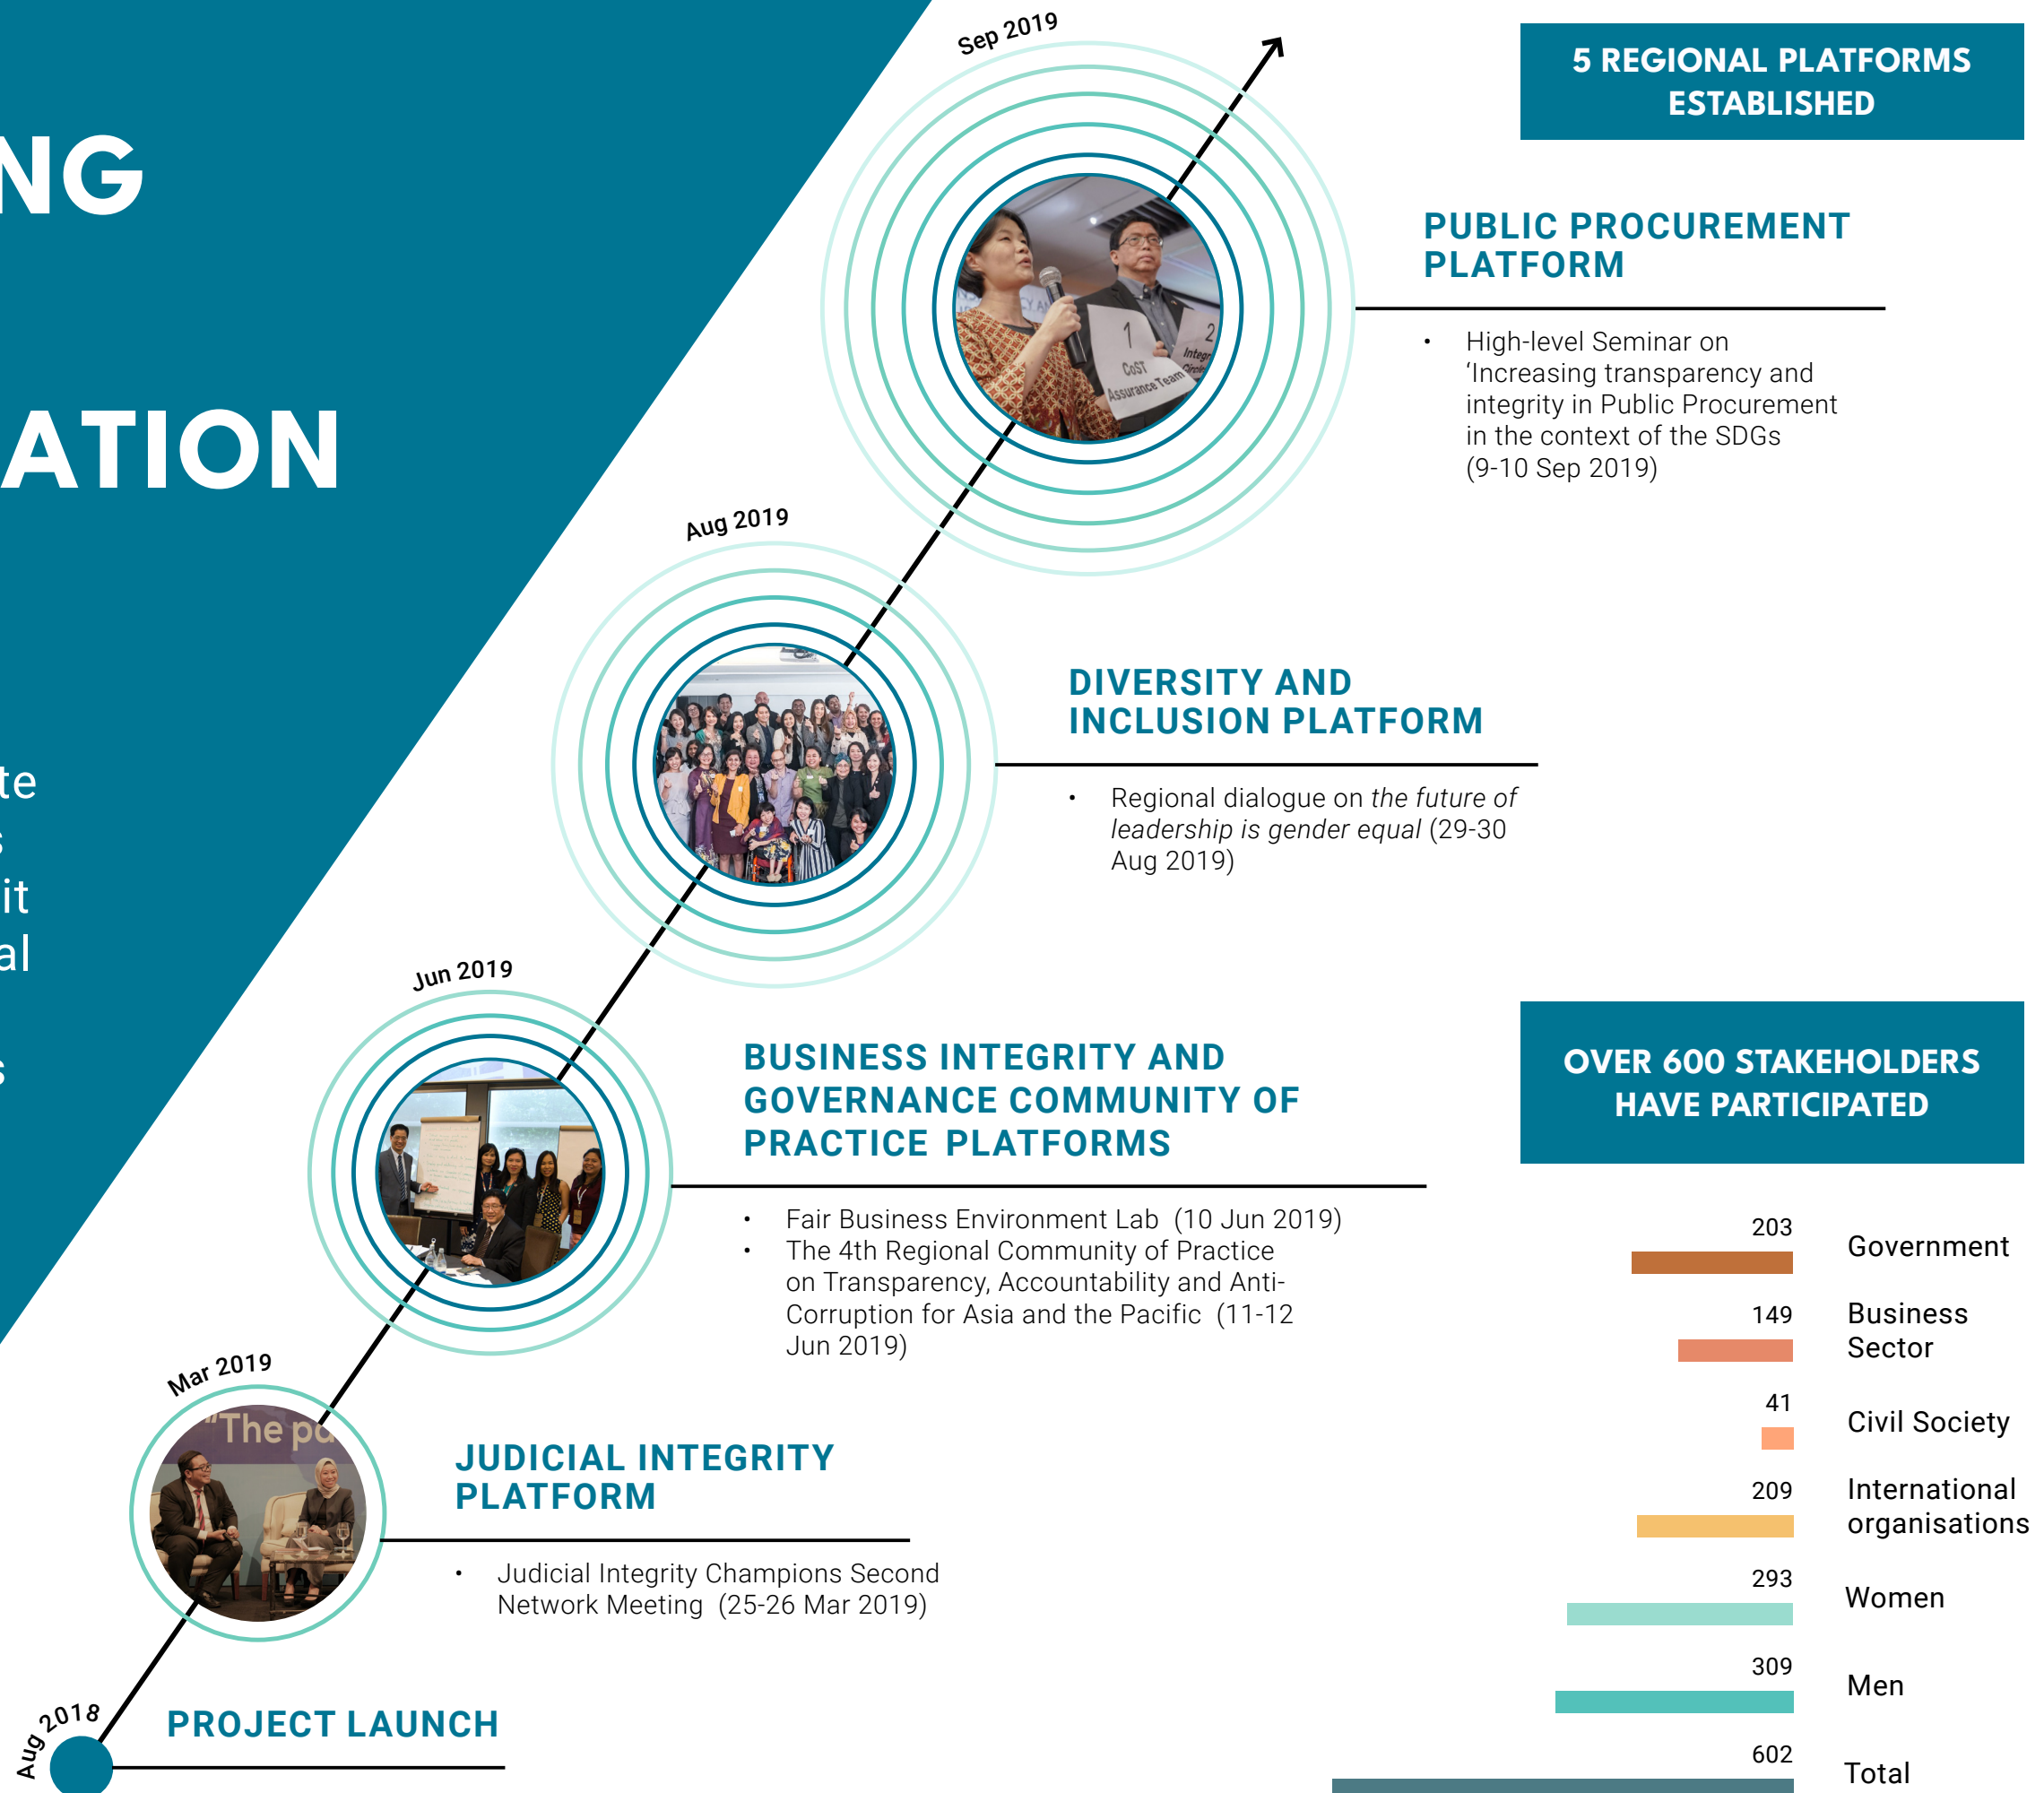 NG
ATION
te
s
it
al
s
Sep 2019
5 REGIONAL PLATFORMS
ESTABLISHED
PUBLIC PROCUREMENT
PLATFORM
• High-level Seminar on
‘Increasing transparency and
integrity in Public Procurement
in the context of the SDGs
(9-10 Sep 2019)
1
CoST
Assurance Team
2
Integr
Aug 2019
DIVERSITY AND
INCLUSION PLATFORM
• Regional dialogue on the future of
leadership is gender equal (29-30
Aug 2019)
Jun 2019
BUSINESS INTEGRITY AND
GOVERNANCE COMMUNITY OF
PRACTICE PLATFORMS
• Fair Business Environment Lab (10 Jun 2019)
• The 4th Regional Community of Practice
on Transparency, Accountability and Anti-
Corruption for Asia and the Pacific (11-12
Jun 2019)
Mar 2019
"The pa
JUDICIAL INTEGRITY
PLATFORM
• Judicial Integrity Champions Second
Network Meeting (25-26 Mar 2019)
Aug 2018
PROJECT LAUNCH
OVER 600 STAKEHOLDERS
HAVE PARTICIPATED
203
Government
149
Business
Sector
41
Civil Society
209
International
organisations
293
Women
309
Men
602
Total